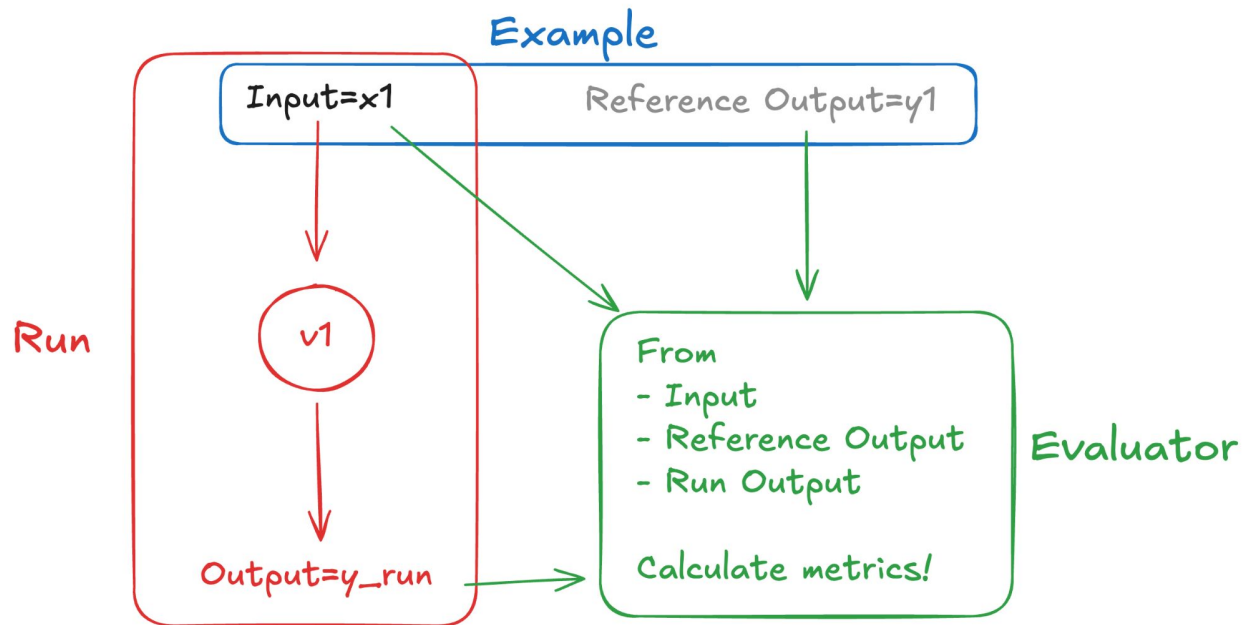 Example
Input=x1
Reference Output=y1
Run
v1
From
- Input
- Reference Output
- Run Output
Evaluator
Output=y_run
Calculate metrics!